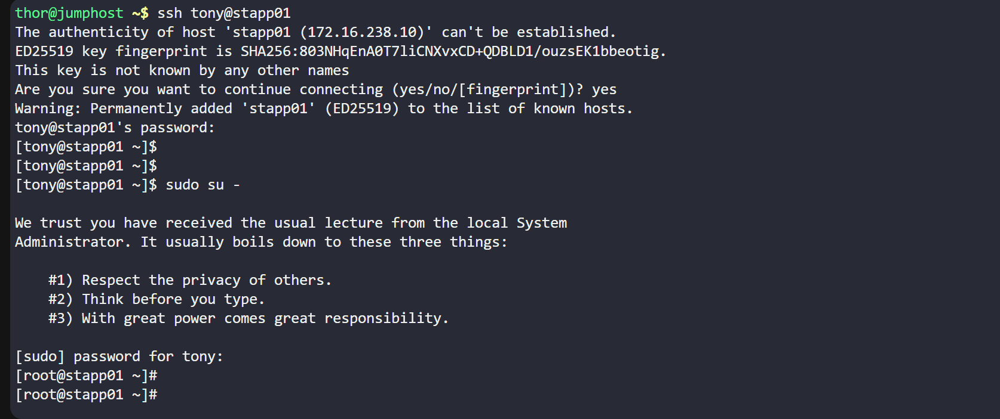 thor@jumphost ~$ ssh tony@stapp01
The authenticity of host 'stapp01 (172.16.238.10)' can't be established.
ED25519 key fingerprint is SHA256:803NHqEnA0T7liCNXvxCD+QDBLD1/ouzsEK1bbeotig.
This key is not known by any other names
Are you sure you want to continue connecting (yes/no/[fingerprint])? yes
Warning: Permanently added 'stapp01' (ED25519) to the list of known hosts.
tony@stapp01's password:
[tony@stapp01 ~]$
[tony@stapp01 ~]$
[tony@stapp01 ~]$ sudo su -
We trust you have received the usual lecture from the local System
Administrator. It usually boils down to these three things:
#1) Respect the privacy of others.
#2) Think before you type.
#3) With great power comes great responsibility.
[sudo] password for tony:
[root@stapp01 ~]#
[root@stapp01 ~]#